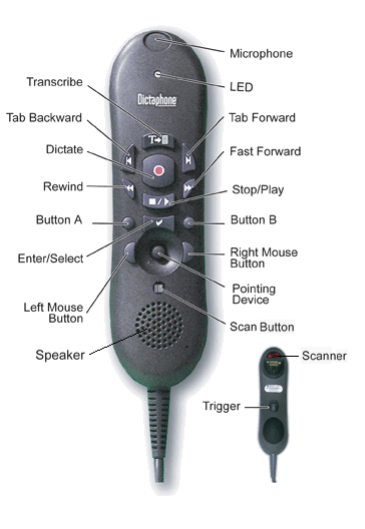 Microphone
Transcribe
LED
Dictaphone
Tab Backward
Tab Forward
T
Dictate
Fast Forward
Rewind
Stop/Play
Button A
Button B
Enter/Select
Right Mouse
Button
Pointing
Device
Left Mouse
Button
Scan Button
Speaker
Scanner
Trigger